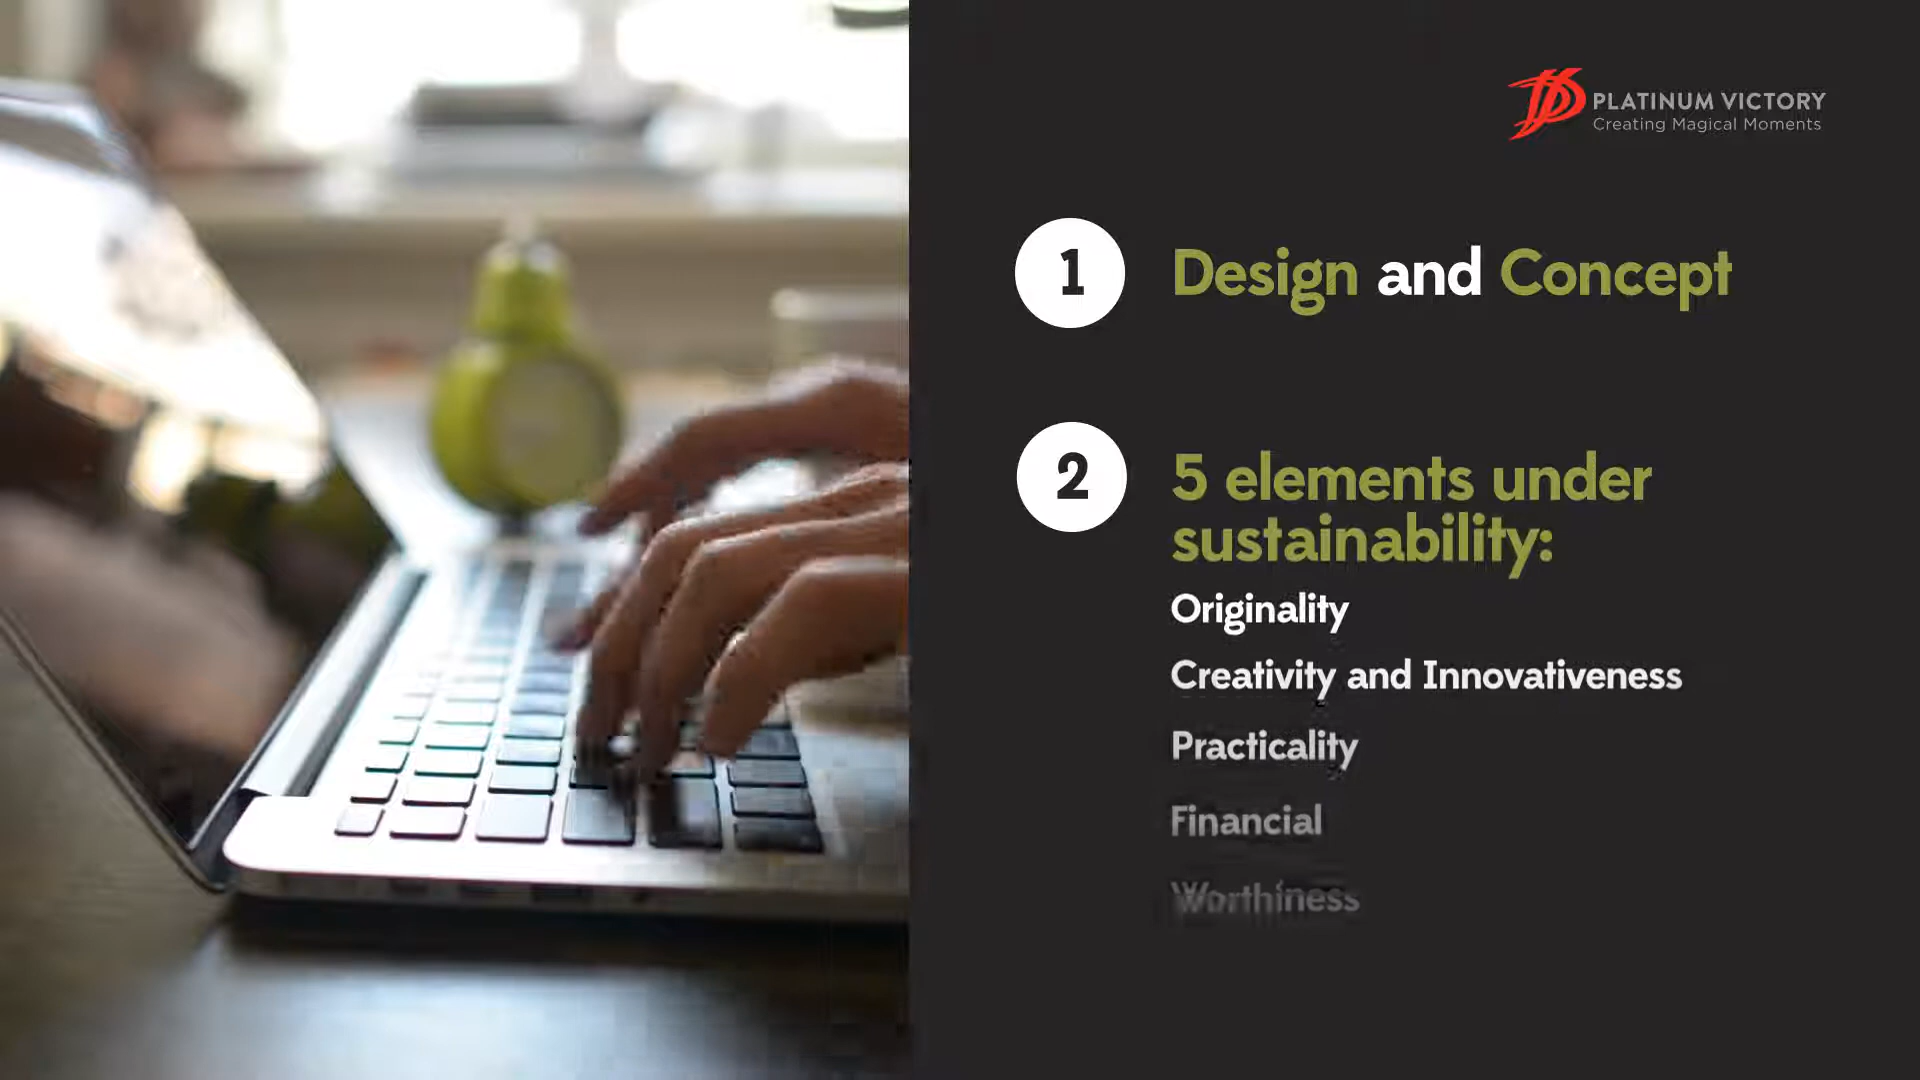 PLATINUM VICTORY
Creating Magical Moments
1
Design and Concept
2
5 elements under
sustainability:
Originality
Creativity and Innovativeness
Practicality
Financial
Worthiness